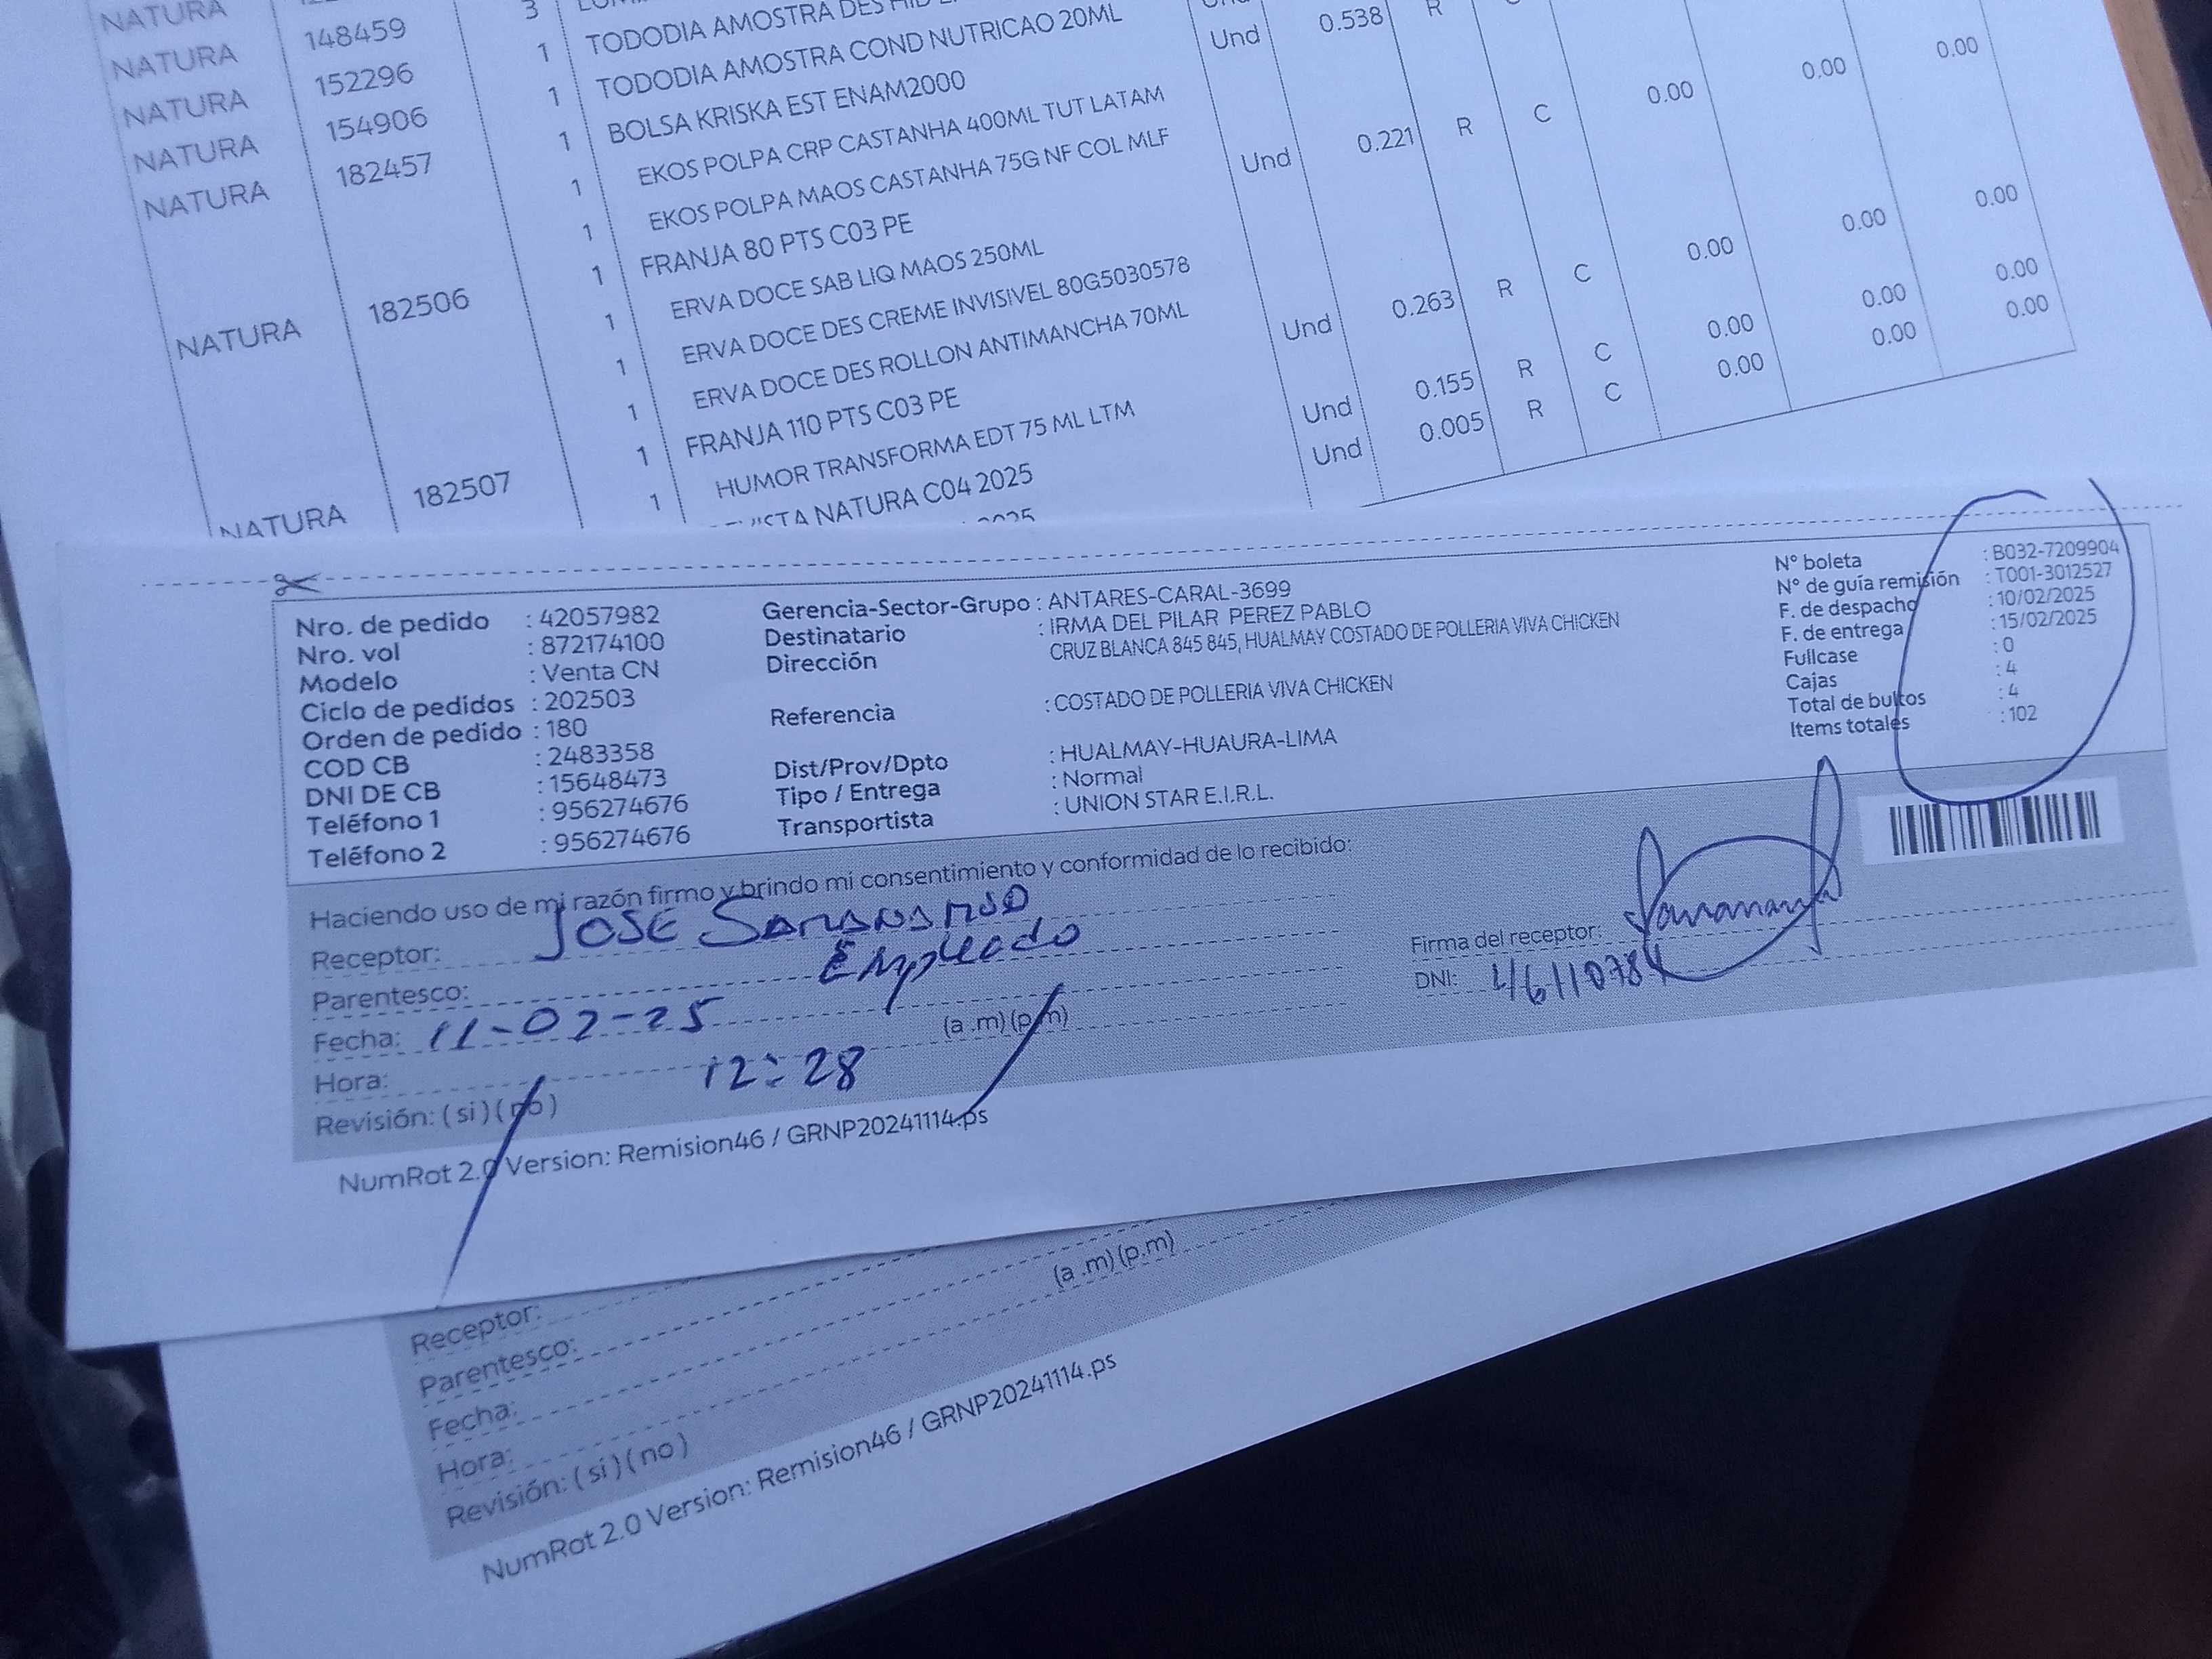 NATURA
NATURA 148459 1 TODODIA AMOSTRA DES HID
NATURA 152296 1 TODODIA AMOSTRA COND NUTRICAO 20ML Und 0.538 R C 0.00 0.00 0.00
NATURA 154906 1 BOLSA KRISKA EST ENAM2000
NATURA 182457 1 EKOS POLPA CRP CASTANHA 400ML TUT LATAM Und 0.221 R C 0.00 0.00 0.00
1 EKOS POLPA MAOS CASTANHA 75G NF COL MLF
1 FRANJA 80 PTS C03 PE
NATURA 182506 1 ERVA DOCE SAB LIQ MAOS 250ML Und 0.263 R C 0.00 0.00 0.00
1 ERVA DOCE DES CREME INVISIVEL 80G5030578
1 ERVA DOCE DES ROLLON ANTIMANCHA 70ML Und 0.155 R C 0.00 0.00 0.00
1 FRANJA 110 PTS C03 PE Und 0.005 R C
NATURA 182507 1 HUMOR TRANSFORMA EDT 75 ML LTM
NATURA C04 2025
2025
Nro. de pedido : 42057982
Nro. vol : 872174100
Modelo : Venta CN
Ciclo de pedidos : 202503
Orden de pedido : 180
COD CB : 2483358
DNI DE CB : 15648473
Teléfono 1 : 956274676
Teléfono 2 : 956274676
Gerencia-Sector-Grupo : ANTARES-CARAL-3699
Destinatario : IRMA DEL PILAR PEREZ PABLO
Dirección CRUZ BLANCA 845 845, HUALMAY COSTADO DE POLLERIA VIVA CHICKEN
Referencia : COSTADO DE POLLERIA VIVA CHICKEN
Dist/Prov/Dpto : HUALMAY-HUAURA-LIMA
Tipo / Entrega : Normal
Transportista : UNION STAR E.I.R.L.
N° boleta : B032-7209904
N° de guía remisión : T001-3012527
F. de despacho : 10/02/2025
F. de entrega : 15/02/2025
Fullcase : 0
Cajas : 4
Total de bultos : 4
Items totales : 102
Haciendo uso de mi razón firmo y brindo mi consentimiento y conformidad de lo recibido:
Receptor: JOSE
Parentesco: Empleado
Fecha: 11-02-25
Hora: 12:28 (a .m) (p.m)
Revisión: ( si ) ( no )
Firma del receptor:
DNI: 46110784
NumRot 2.0 Version: Remision46 / GRNP20241114.ps
Receptor:
Parentesco:
Fecha:
Hora: (a .m) (p.m)
Revisión: ( si ) ( no )
NumRot 2.0 Version: Remision46 / GRNP20241114.ps